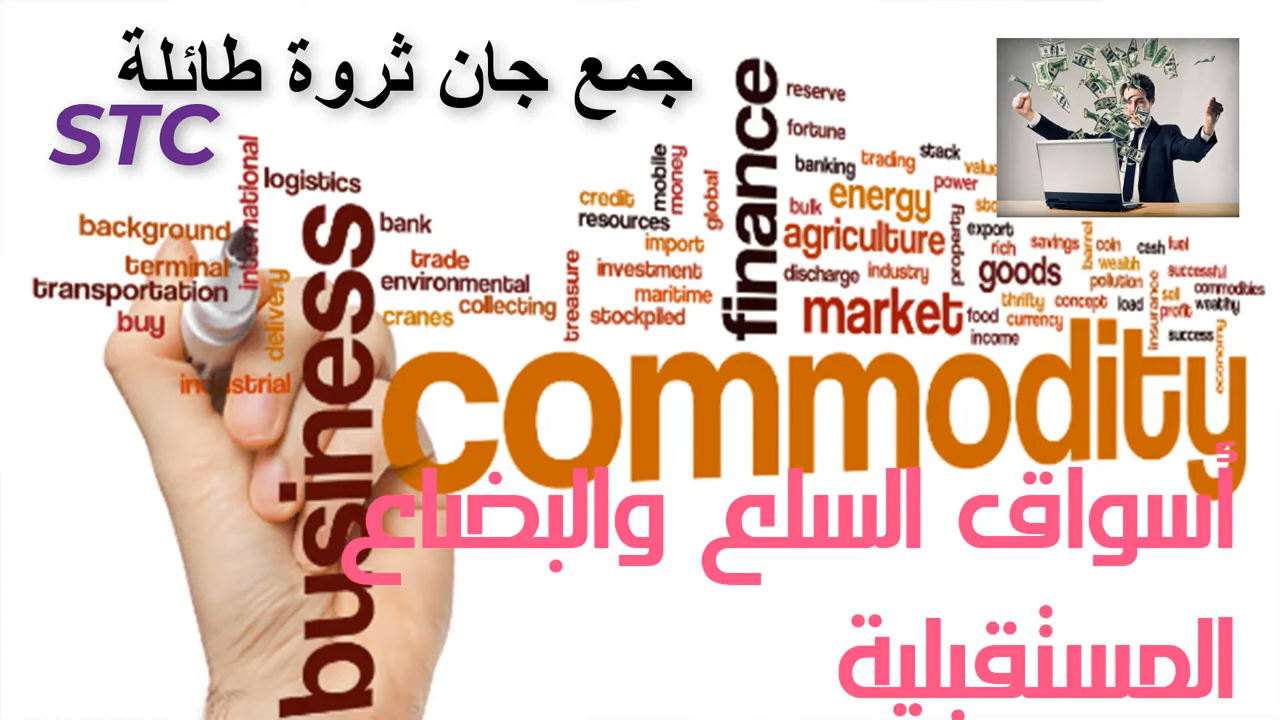 جمع جان ثروة طائلة
STC
finance
reserve
fortune
banking
trading
stack
energy
power
bulk
agriculture
property
export
rich
savings
barrel
coin
cash
fuel
wealth
pollution
successful
commodities
discharge
industry
goods
thrifty
concept
load
insurance
sell
profit
wealthy
market
food
currency
income
success
economy
international
logistics
mobile
money
global
credit
resources
import
background
bank
terminal
trade
treasure
investment
transportation
environmental
maritime
delivery
collecting
stockpiled
buy
cranes
industrial
business
commodity
أسواق السلع والبضاع
المستقبلية